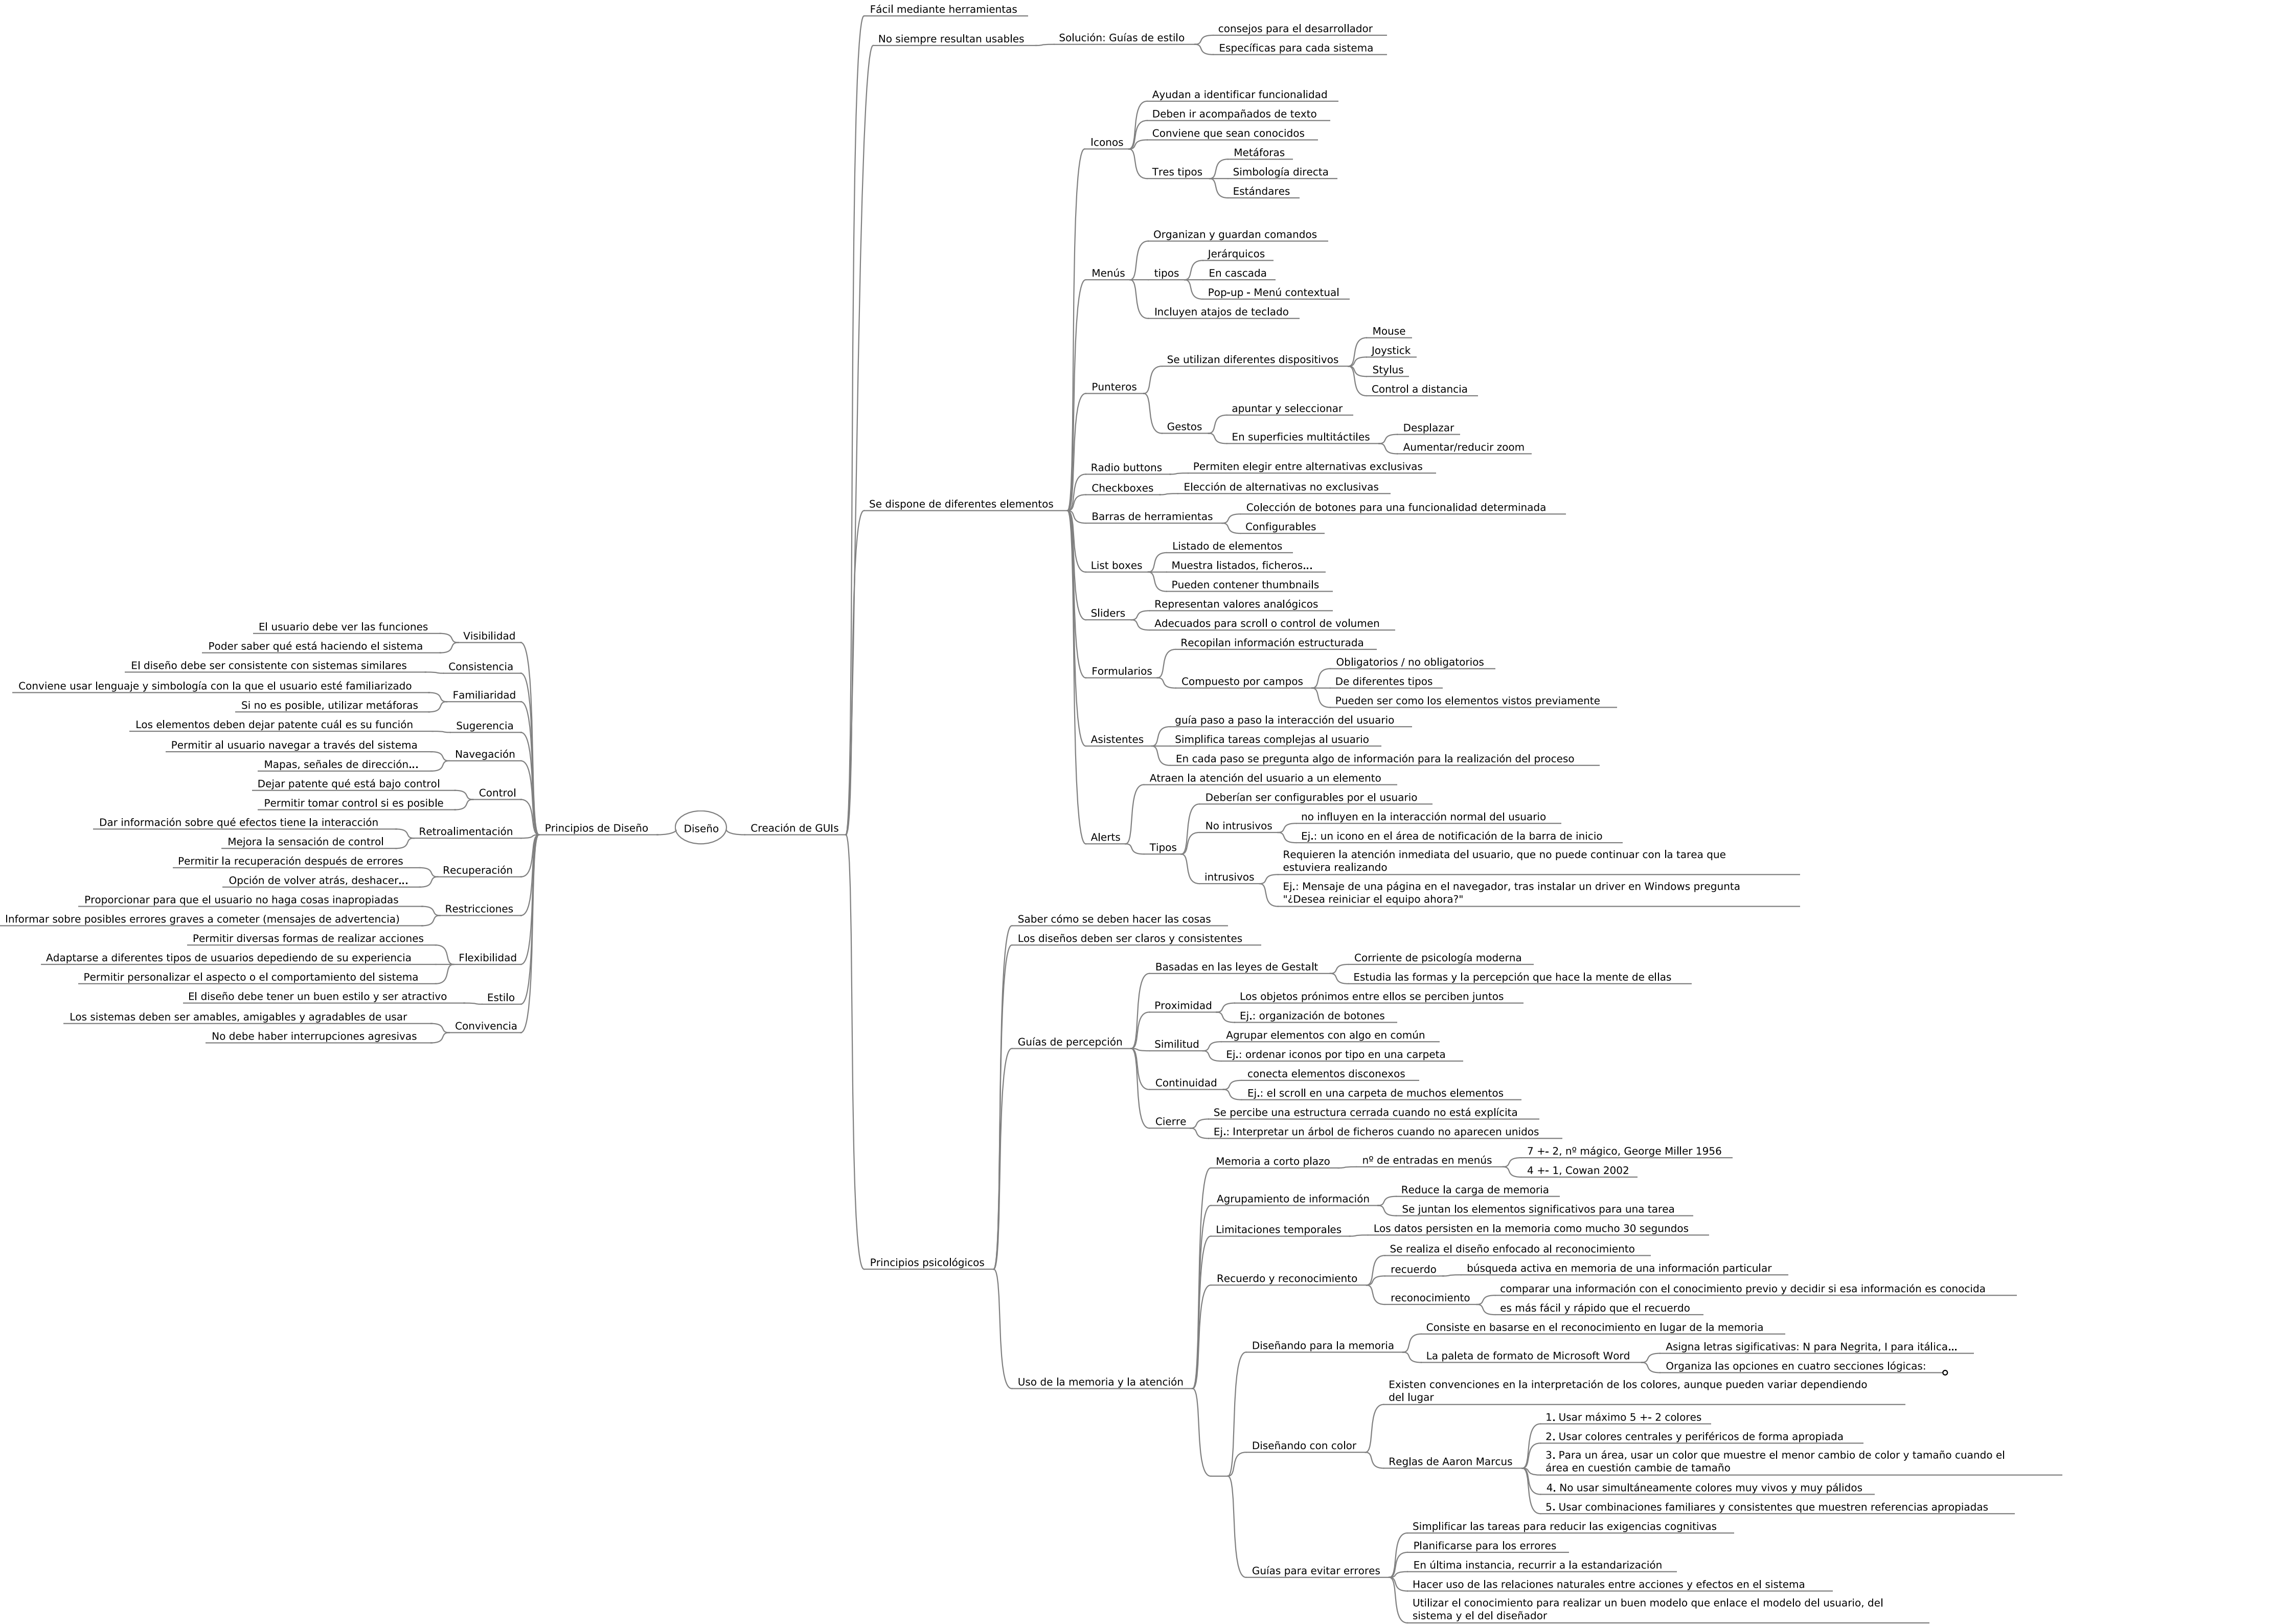 Diseño
Principios de Diseño
Visibilidad
El usuario debe ver las funciones
Poder saber qué está haciendo el sistema
Consistencia
El diseño debe ser consistente con sistemas similares
Familiaridad
Conviene usar lenguaje y simbología con la que el usuario esté familiarizado
Si no es posible, utilizar metáforas
Sugerencia
Los elementos deben dejar patente cuál es su función
Navegación
Permitir al usuario navegar a través del sistema
Mapas, señales de dirección...
Control
Dejar patente qué está bajo control
Permitir tomar control si es posible
Retroalimentación
Dar información sobre qué efectos tiene la interacción
Mejora la sensación de control
Recuperación
Permitir la recuperación después de errores
Opción de volver atrás, deshacer...
Restricciones
Proporcionar para que el usuario no haga cosas inapropiadas
Informar sobre posibles errores graves a cometer (mensajes de advertencia)
Flexibilidad
Permitir diversas formas de realizar acciones
Adaptarse a diferentes tipos de usuarios depediendo de su experiencia
Permitir personalizar el aspecto o el comportamiento del sistema
Estilo
El diseño debe tener un buen estilo y ser atractivo
Convivencia
Los sistemas deben ser amables, amigables y agradables de usar
No debe haber interrupciones agresivas
Creación de GUIs
Fácil mediante herramientas
No siempre resultan usables
Solución: Guías de estilo
consejos para el desarrollador
Específicas para cada sistema
Se dispone de diferentes elementos
Iconos
Ayudan a identificar funcionalidad
Deben ir acompañados de texto
Conviene que sean conocidos
Tres tipos
Metáforas
Simbología directa
Estándares
Menús
Organizan y guardan comandos
tipos
Jerárquicos
En cascada
Pop-up - Menú contextual
Incluyen atajos de teclado
Punteros
Se utilizan diferentes dispositivos
Mouse
Joystick
Stylus
Control a distancia
Gestos
apuntar y seleccionar
En superficies multitáctiles
Desplazar
Aumentar/reducir zoom
Radio buttons
Permiten elegir entre alternativas exclusivas
Checkboxes
Elección de alternativas no exclusivas
Barras de herramientas
Colección de botones para una funcionalidad determinada
Configurables
List boxes
Listado de elementos
Muestra listados, ficheros...
Pueden contener thumbnails
Sliders
Representan valores analógicos
Adecuados para scroll o control de volumen
Formularios
Recopilan información estructurada
Compuesto por campos
Obligatorios / no obligatorios
De diferentes tipos
Pueden ser como los elementos vistos previamente
Asistentes
guía paso a paso la interacción del usuario
Simplifica tareas complejas al usuario
En cada paso se pregunta algo de información para la realización del proceso
Alerts
Atraen la atención del usuario a un elemento
Tipos
Deberían ser configurables por el usuario
No intrusivos
no influyen en la interacción normal del usuario
Ej.: un icono en el área de notificación de la barra de inicio
intrusivos
Requieren la atención inmediata del usuario, que no puede continuar con la tarea que
estuviera realizando
Ej.: Mensaje de una página en el navegador, tras instalar un driver en Windows pregunta
"¿Desea reiniciar el equipo ahora?"
Principios psicológicos
Saber cómo se deben hacer las cosas
Los diseños deben ser claros y consistentes
Guías de percepción
Basadas en las leyes de Gestalt
Corriente de psicología moderna
Estudia las formas y la percepción que hace la mente de ellas
Proximidad
Los objetos prónimos entre ellos se perciben juntos
Ej.: organización de botones
Similitud
Agrupar elementos con algo en común
Ej.: ordenar iconos por tipo en una carpeta
Continuidad
conecta elementos disconexos
Ej.: el scroll en una carpeta de muchos elementos
Cierre
Se percibe una estructura cerrada cuando no está explícita
Ej.: Interpretar un árbol de ficheros cuando no aparecen unidos
Uso de la memoria y la atención
Memoria a corto plazo
nº de entradas en menús
7 +- 2, nº mágico, George Miller 1956
4 +- 1, Cowan 2002
Agrupamiento de información
Reduce la carga de memoria
Se juntan los elementos significativos para una tarea
Limitaciones temporales
Los datos persisten en la memoria como mucho 30 segundos
Recuerdo y reconocimiento
Se realiza el diseño enfocado al reconocimiento
recuerdo
búsqueda activa en memoria de una información particular
reconocimiento
comparar una información con el conocimiento previo y decidir si esa información es conocida
es más fácil y rápido que el recuerdo
Diseñando para la memoria
Consiste en basarse en el reconocimiento en lugar de la memoria
La paleta de formato de Microsoft Word
Asigna letras sigificativas: N para Negrita, I para itálica...
Organiza las opciones en cuatro secciones lógicas:
Diseñando con color
Existen convenciones en la interpretación de los colores, aunque pueden variar dependiendo
del lugar
Reglas de Aaron Marcus
1. Usar máximo 5 +- 2 colores
2. Usar colores centrales y periféricos de forma apropiada
3. Para un área, usar un color que muestre el menor cambio de color y tamaño cuando el
área en cuestión cambie de tamaño
4. No usar simultáneamente colores muy vivos y muy pálidos
5. Usar combinaciones familiares y consistentes que muestren referencias apropiadas
Guías para evitar errores
Simplificar las tareas para reducir las exigencias cognitivas
Planificarse para los errores
En última instancia, recurrir a la estandarización
Hacer uso de las relaciones naturales entre acciones y efectos en el sistema
Utilizar el conocimiento para realizar un buen modelo que enlace el modelo del usuario, del
sistema y el del diseñador